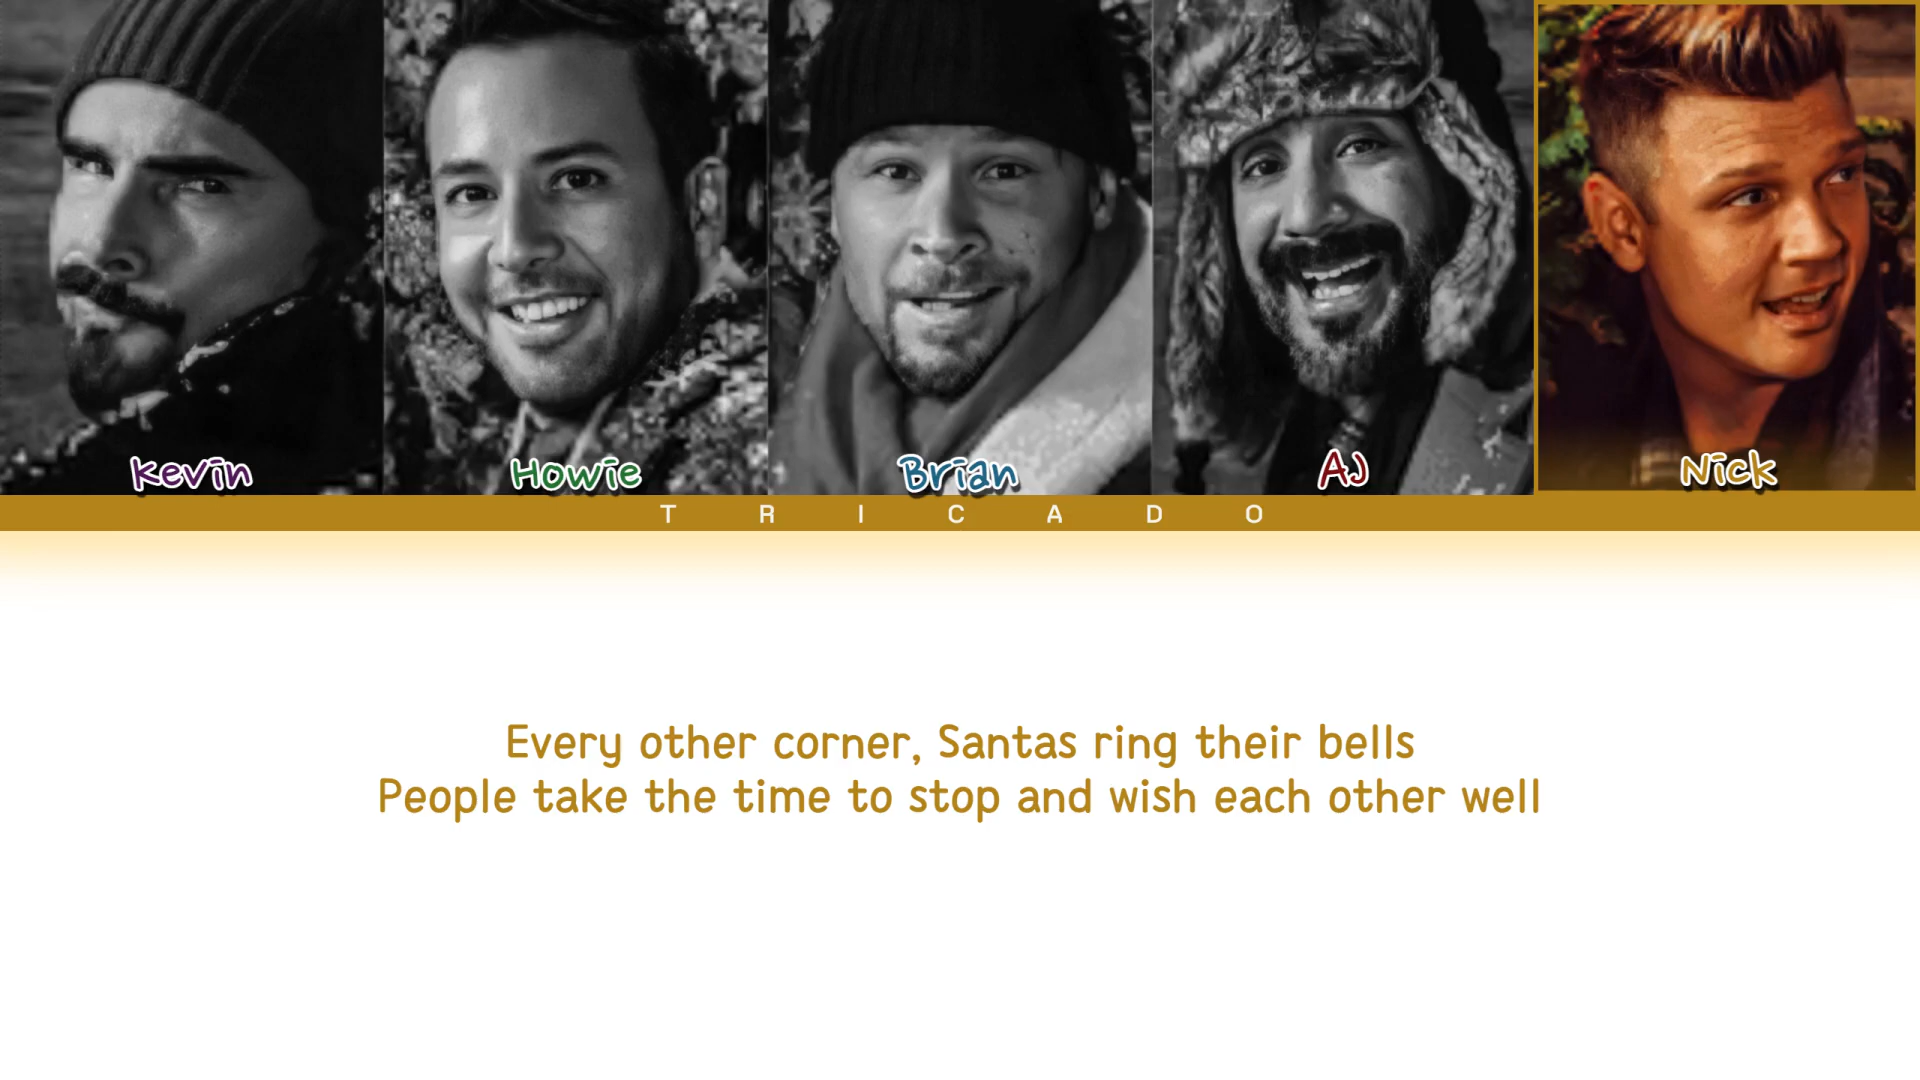 Kevin
Howie
Brian
AJ
Nick
TRICADO
Every other corner, Santas ring their bells
People take the time to stop and wish each other well